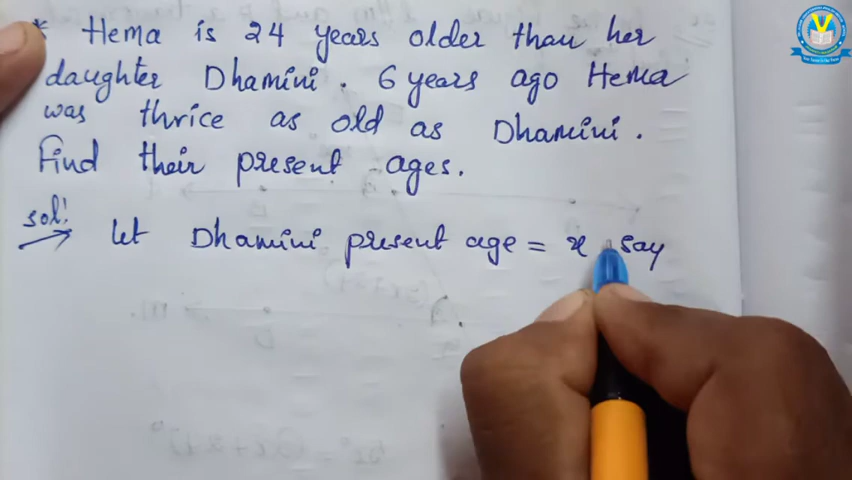 * Hema is 24 years older than her
daughter Dhamini. 6 years ago Hema
was thrice as old as Dhamini.
Find their present ages.
Sol! let Dhamini present age = x say